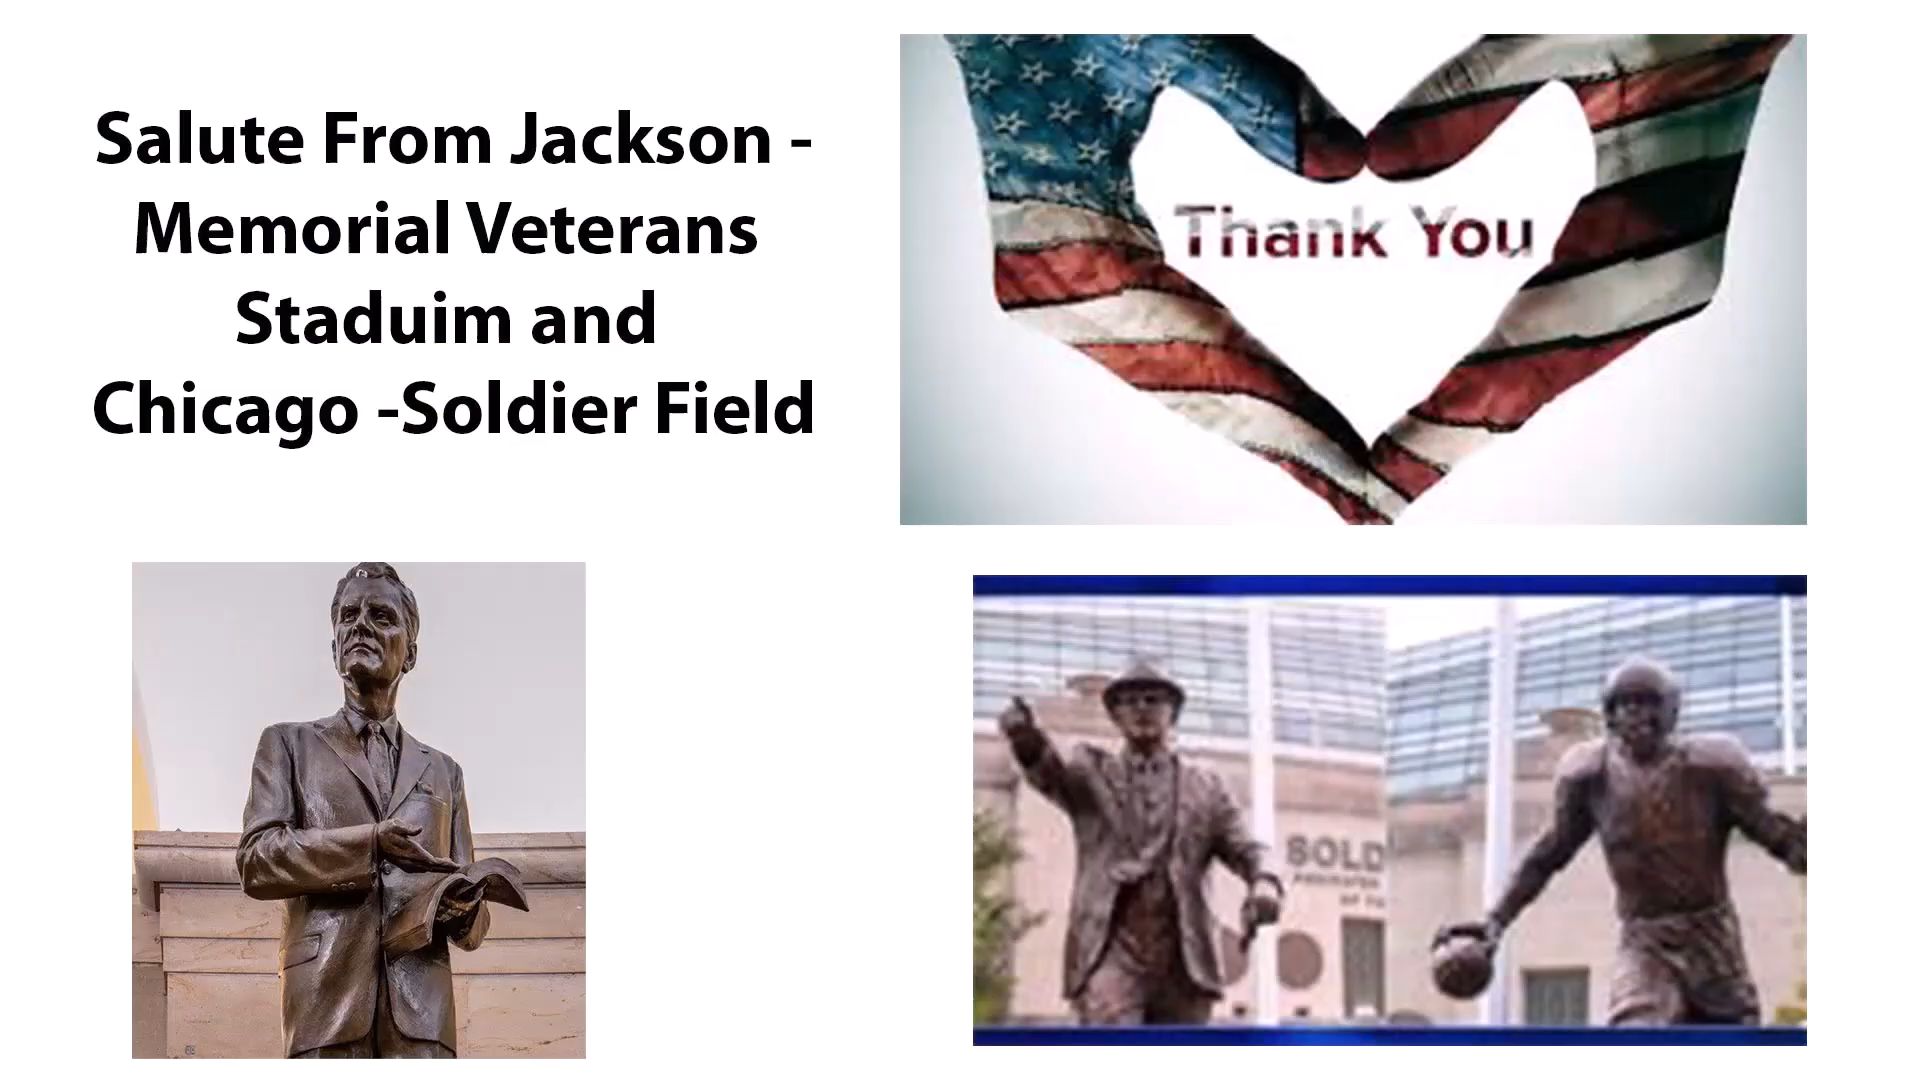 Salute From Jackson -
Memorial Veterans
Staduim and
Chicago -Soldier Field
Thank You
SOLD